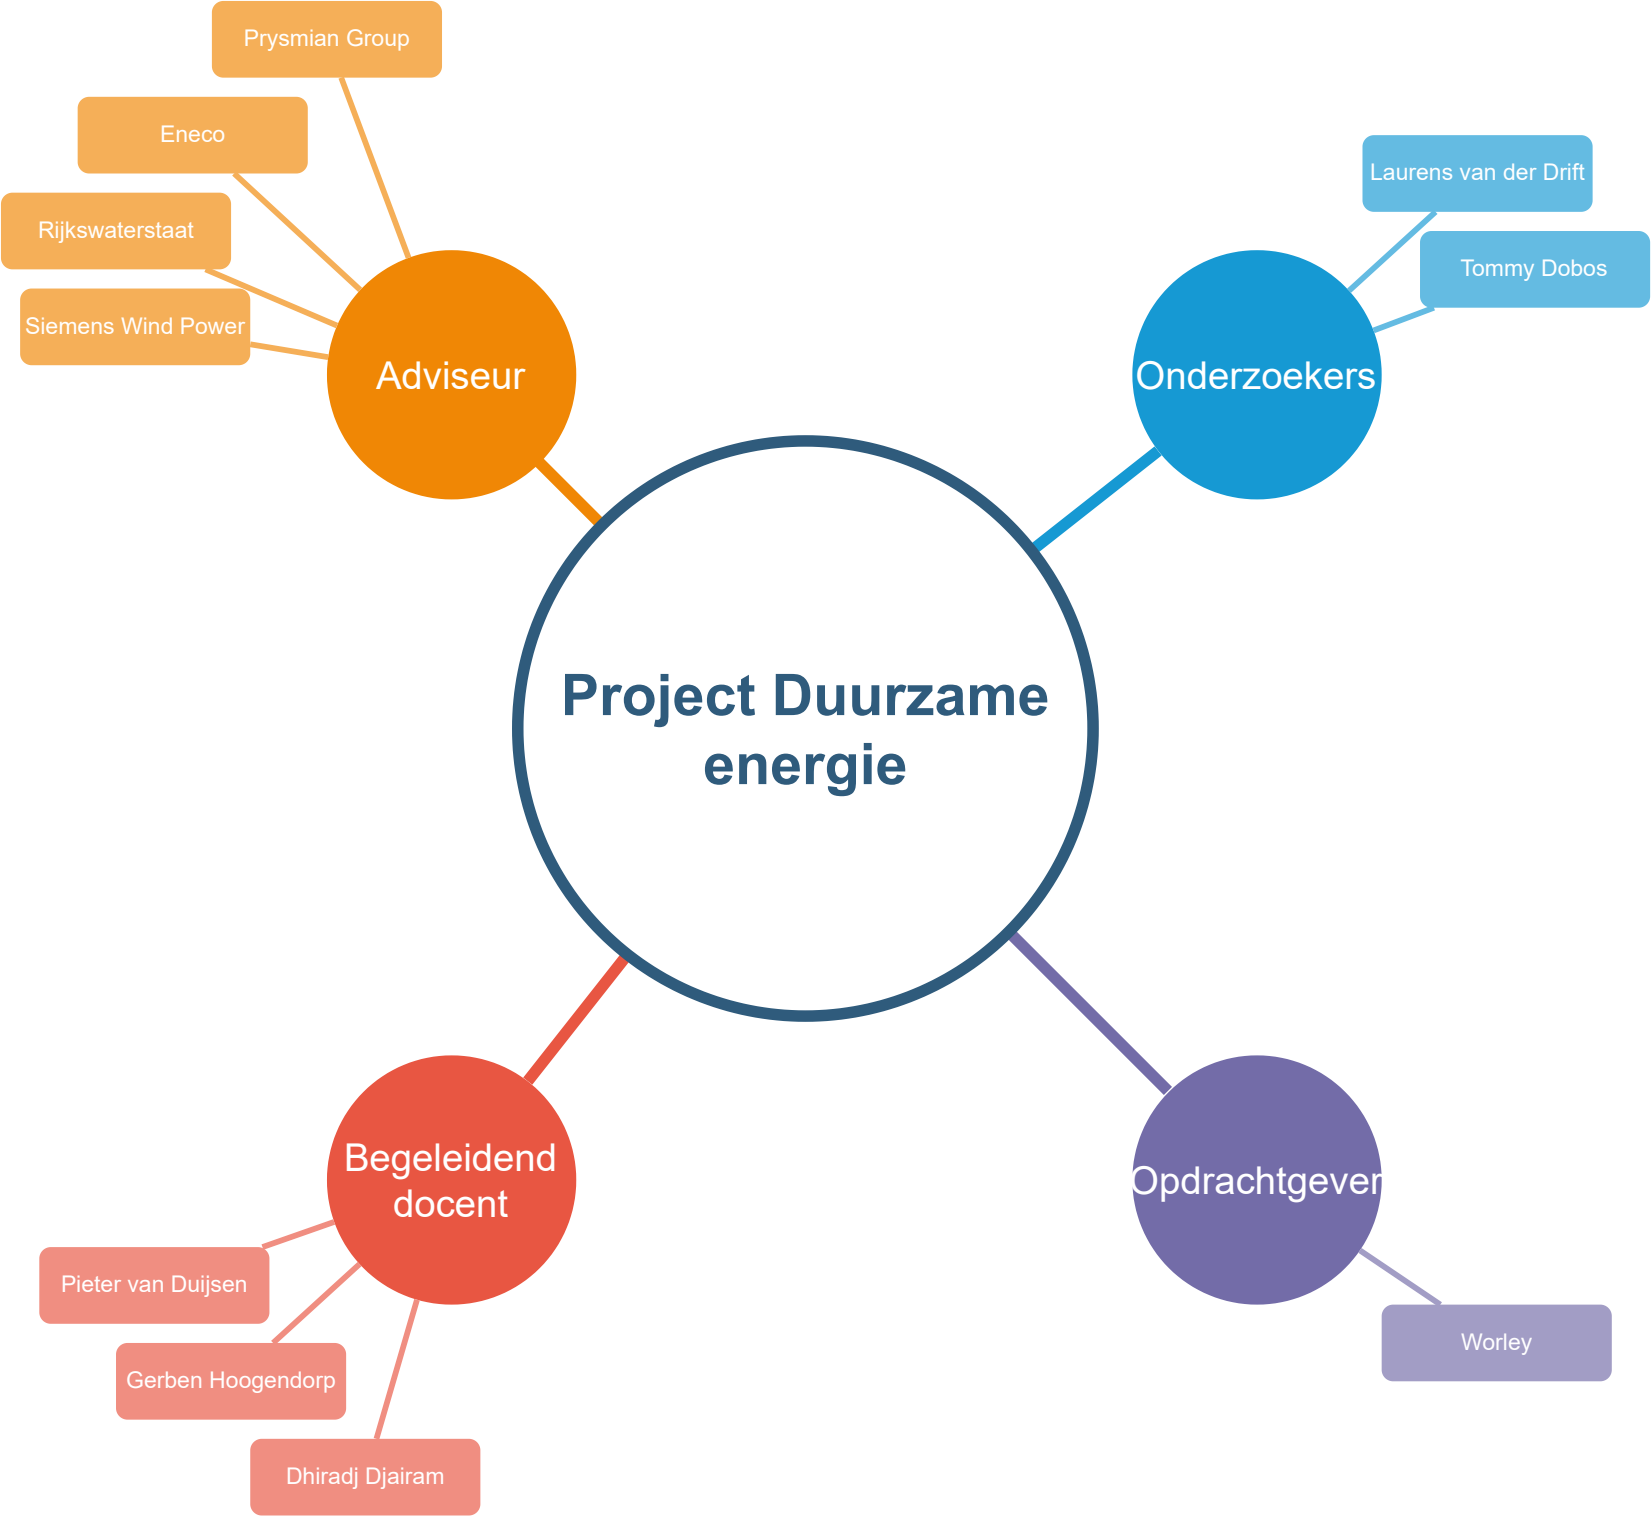 Prysmian Group
Eneco
Rijkswaterstaat
Siemens Wind Power
Adviseur
Laurens van der Drift
Tommy Dobos
Onderzoekers
Project Duurzame
energie
Begeleidend
docent
Pieter van Duijsen
Gerben Hoogendorp
Dhiradj Djairam
Opdrachtgever
Worley